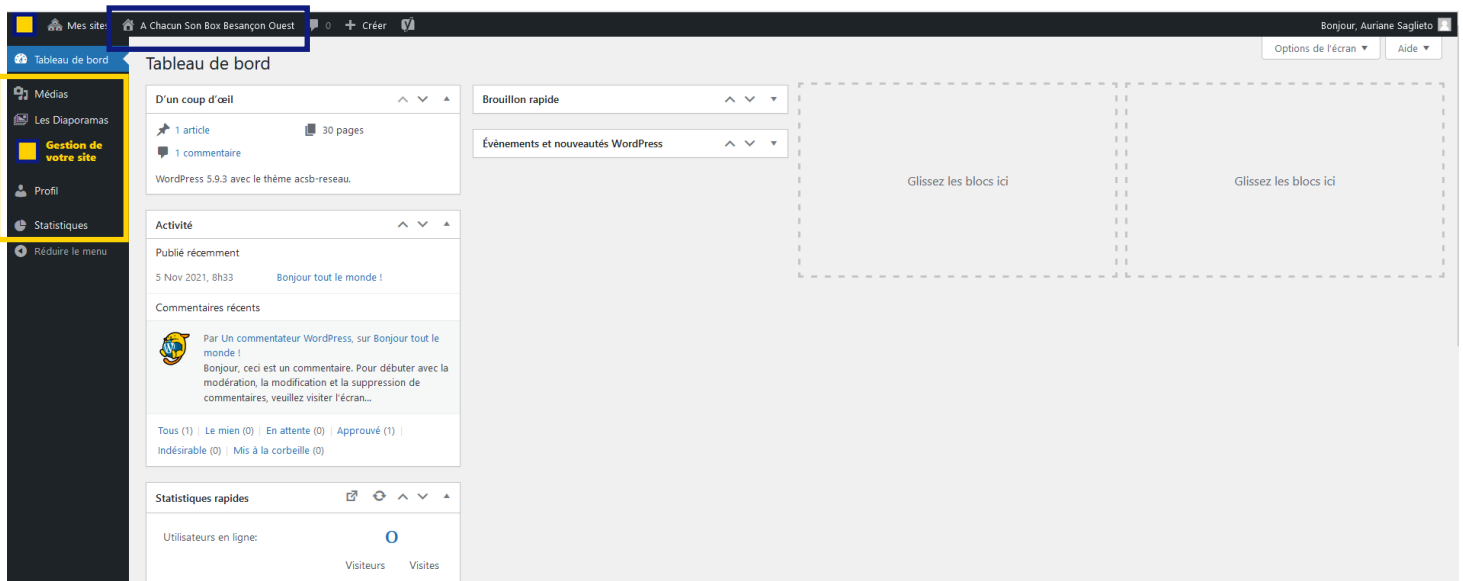 Mes sites
A Chacun Son Box Besançon Ouest
0
Créer
Bonjour, Auriane Saglieto
Tableau de bord
Médias
Les Diaporamas
Gestion de
votre site
Profil
Statistiques
Réduire le menu
Options de l'écran ▼
Aide ▼
Tableau de bord
D'un coup d'œil
1 article
30 pages
1 commentaire
WordPress 5.9.3 avec le thème acsb-reseau.
Activité
Publié récemment
5 Nov 2021, 8h33
Bonjour tout le monde !
Commentaires récents
Par Un commentateur WordPress, sur Bonjour tout le
monde !
Bonjour, ceci est un commentaire. Pour débuter avec la
modération, la modification et la suppression de
commentaires, veuillez visiter l'écran…
Tous (1) | Le mien (0) | En attente (0) | Approuvé (1) |
Indésirable (0) | Mis à la corbeille (0)
Statistiques rapides
Utilisateurs en ligne:
0
Visiteurs
Visites
Brouillon rapide
Évènements et nouveautés WordPress
Glissez les blocs ici
Glissez les blocs ici